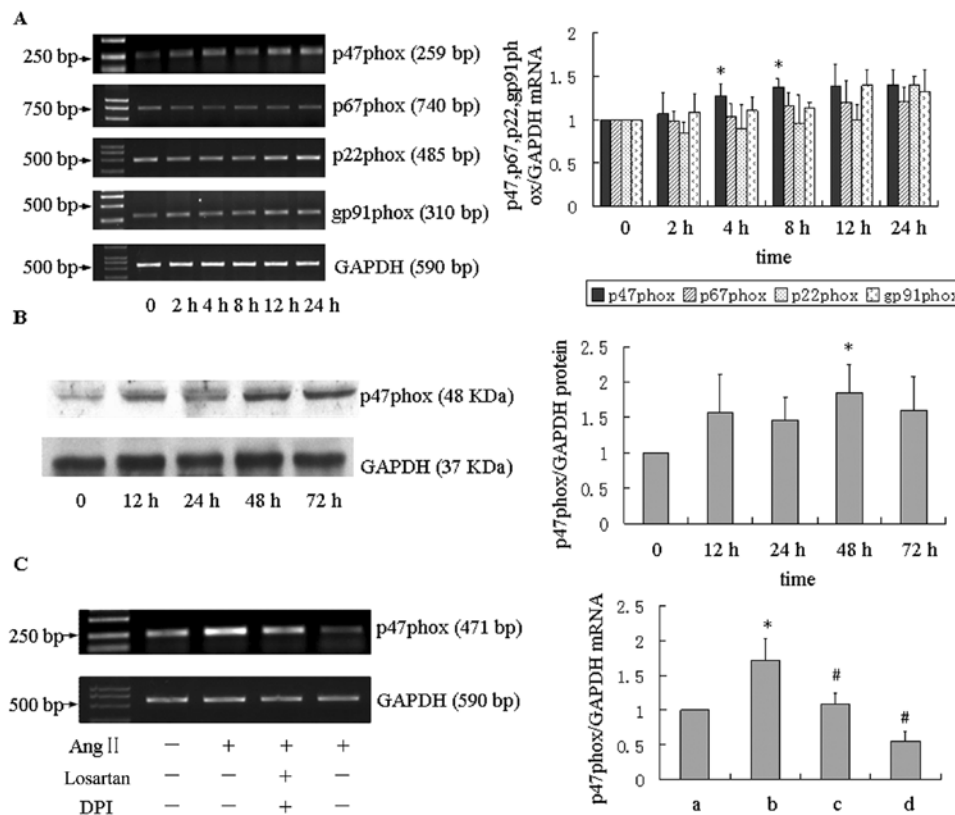 A
250 bp
p47phox (259 bp)
750 bp
p67phox (740 bp)
500 bp
p22phox (485 bp)
500 bp
gp91phox (310 bp)
500 bp
GAPDH (590 bp)
0 2 h 4 h 8 h 12 h 24 h
p47,p67,p22,gp91ph
ox/GAPDH mRNA
2
1.5
1
0.5
0
* *
0 2 h 4 h 8 h 12 h 24 h
time
p47phox p67phox p22phox gp91phox
B
p47phox (48 KDa)
GAPDH (37 KDa)
0 12 h 24 h 48 h 72 h
p47phox/GAPDH protein
2.5
2
1.5
1
0.5
0
*
0 12 h 24 h 48 h 72 h
time
C
250 bp
p47phox (471 bp)
500 bp
GAPDH (590 bp)
Ang II − + + +
Losartan − − + −
DPI − − + −
p47phox/GAPDH mRNA
2.5
2
1.5
1
0.5
0
* # #
a b c d